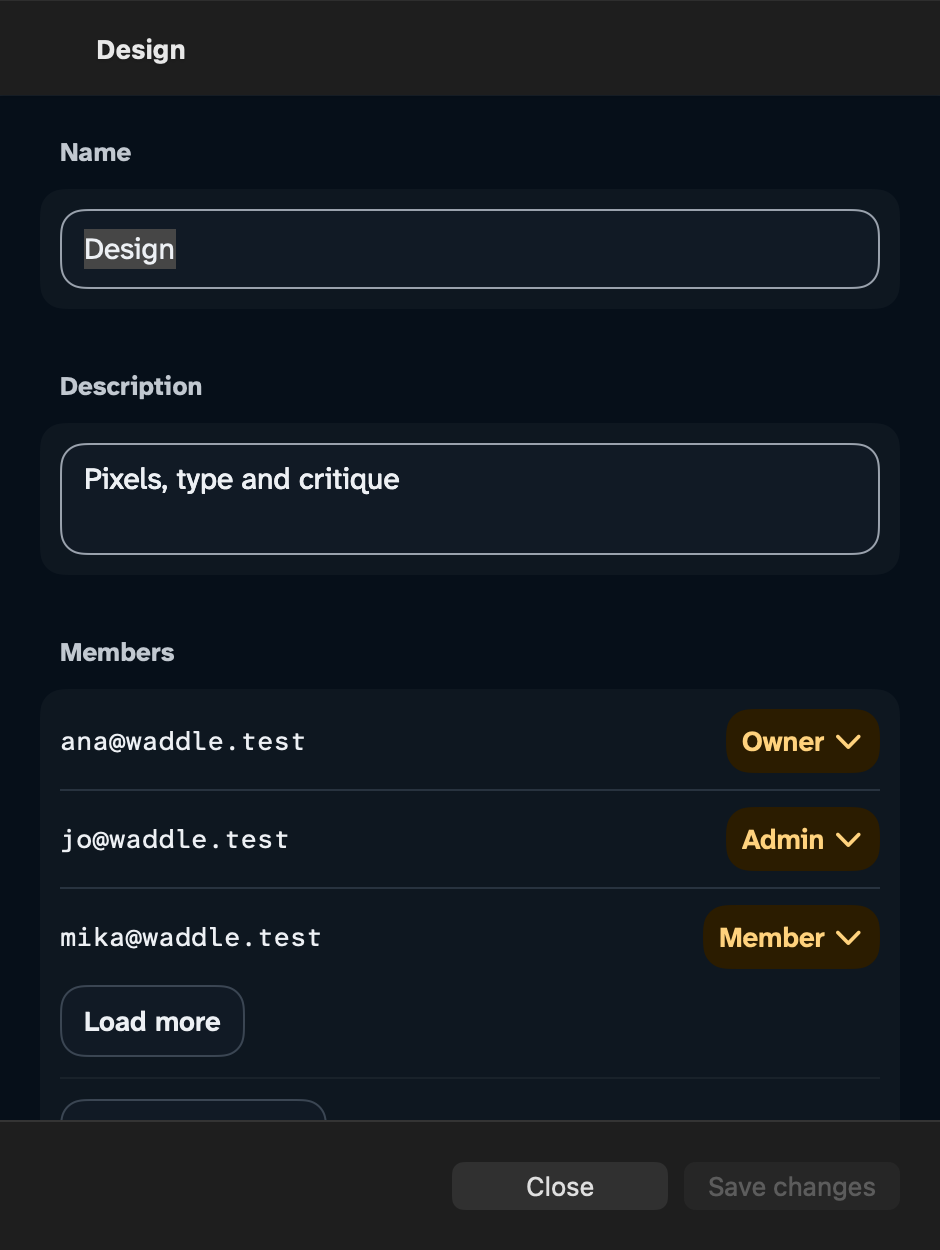 Design
Name
Design
Description
Pixels, type and critique
Members
ana@waddle.test
Owner
jo@waddle.test
Admin
mika@waddle.test
Member
Load more
Close
Save changes